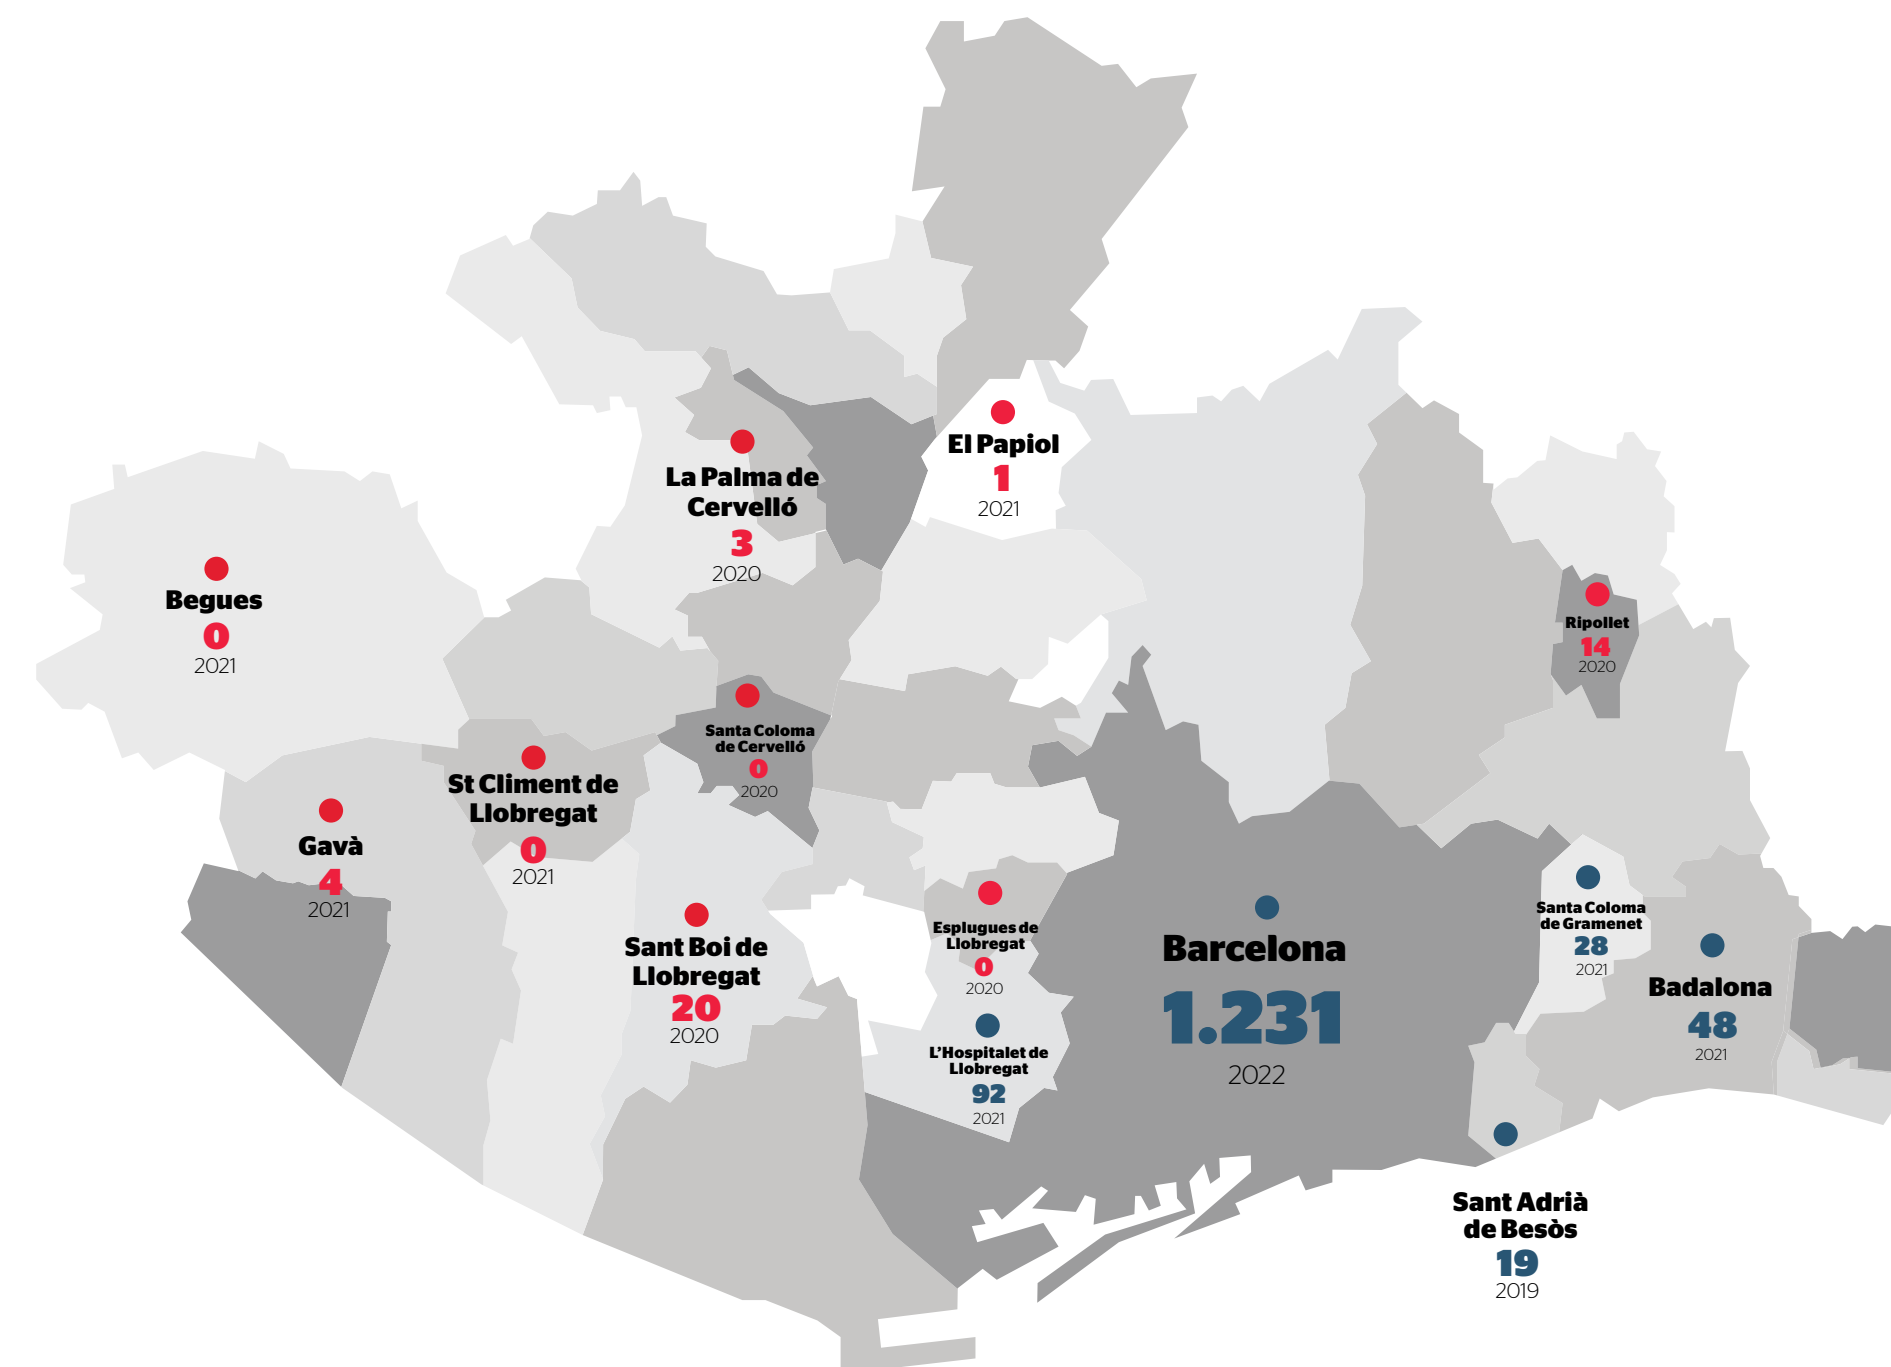 El Papiol
1
2021
La Palma de
Cervelló
3
2020
Begues
0
2021
Ripollet
14
2020
Santa Coloma
de Cervelló
0
2020
St Climent de
Llobregat
0
2021
Gavà
4
2021
Sant Boi de
Llobregat
20
2020
Esplugues de
Llobregat
0
2020
L'Hospitalet de
Llobregat
92
2021
Barcelona
1.231
2022
Santa Coloma
de Gramenet
28
2021
Badalona
48
2021
Sant Adrià
de Besòs
19
2019